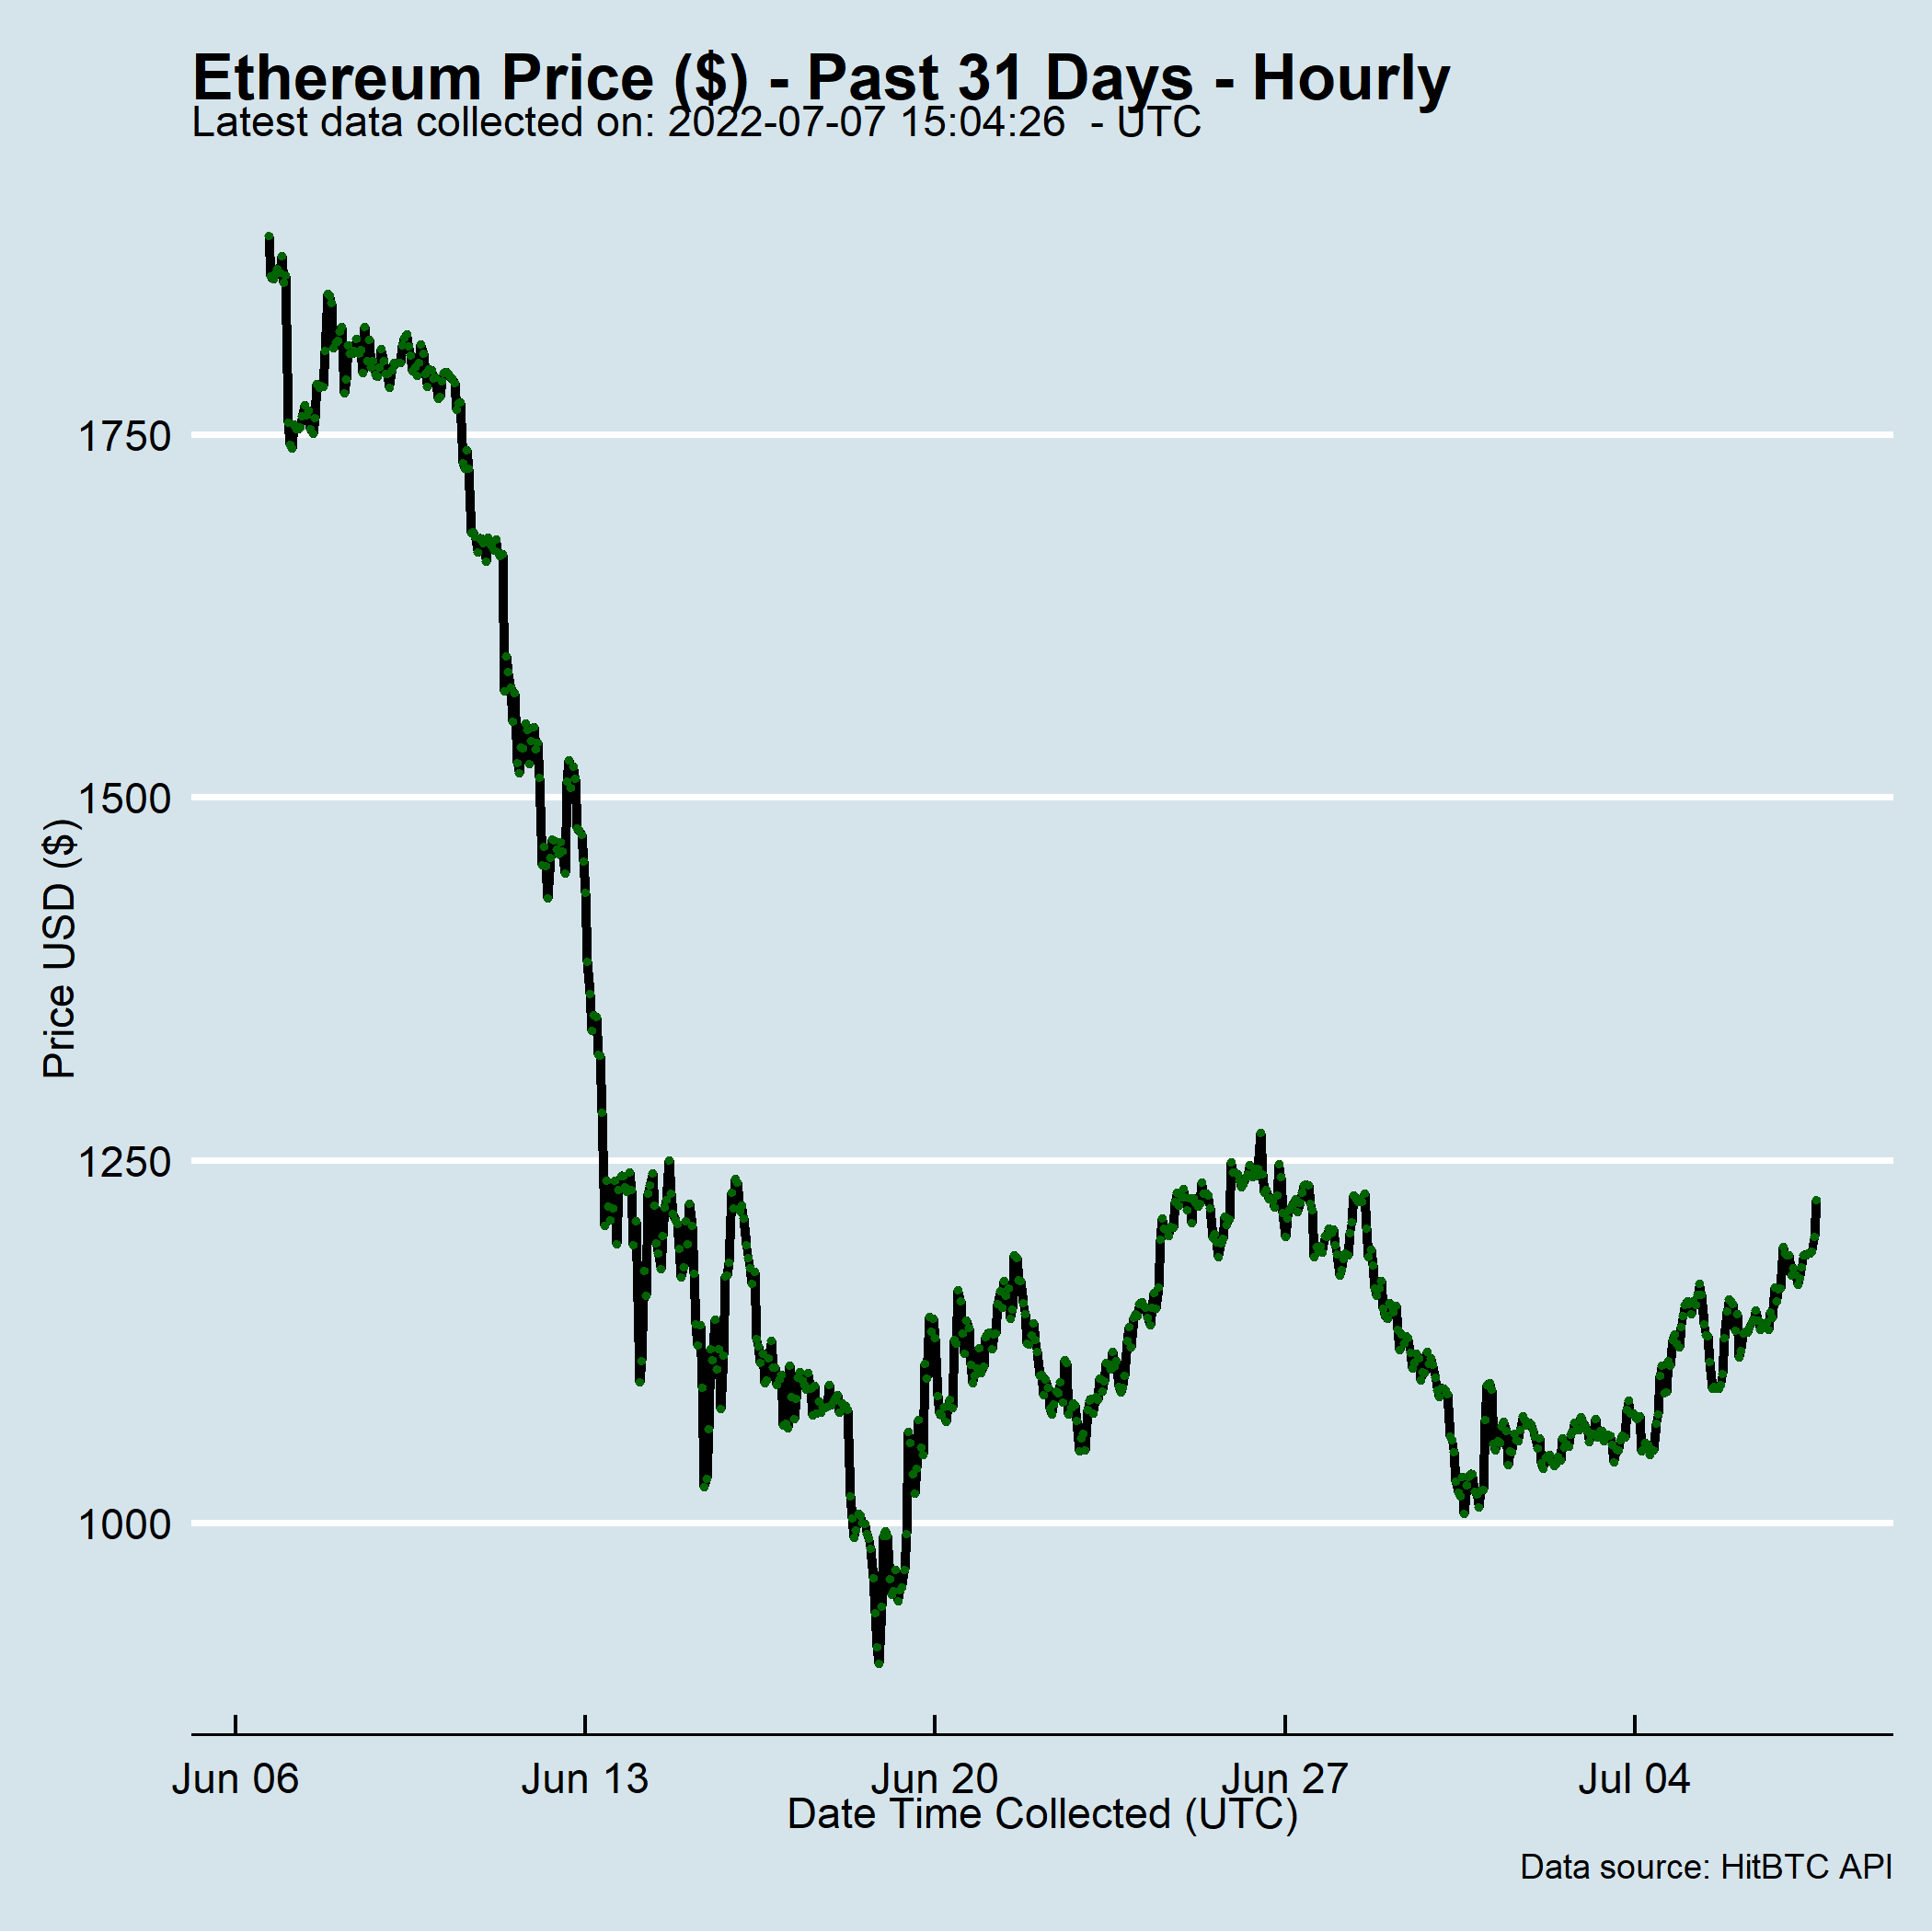 Ethereum Price ($) - Past 31 Days - Hourly
Latest data collected on: 2022-07-07 15:04:26  - UTC
1750
1500
1250
1000
Price USD ($)
Jun 06 Jun 13 Jun 20 Jun 27 Jul 04
Date Time Collected (UTC)
Data source: HitBTC API